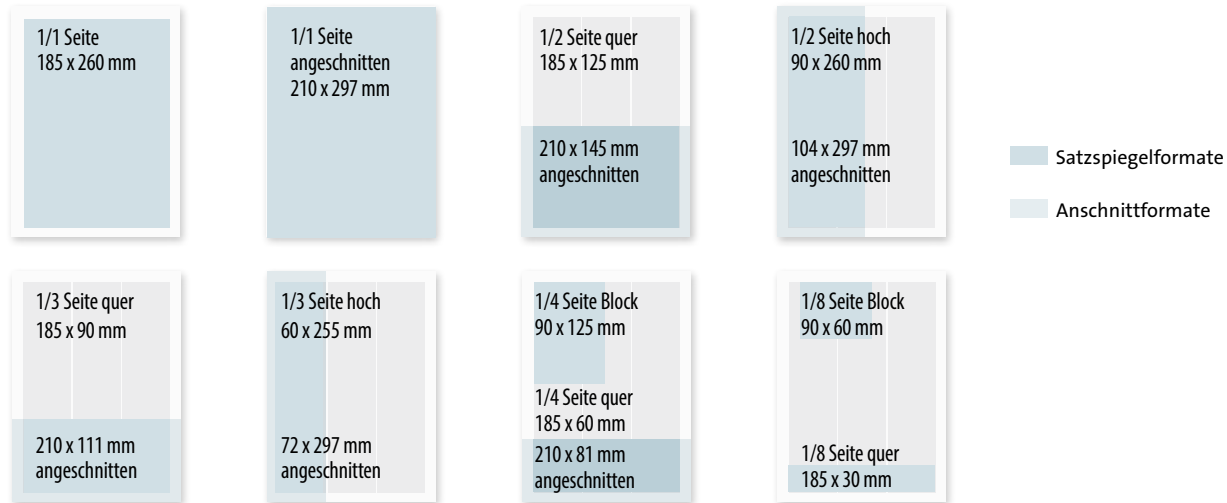 1/1 Seite
185 x 260 mm
1/1 Seite
angeschnitten
210 x 297 mm
1/2 Seite quer
185 x 125 mm
210 x 145 mm
angeschnitten
1/2 Seite hoch
90 x 260 mm
104 x 297 mm
angeschnitten
Satzspiegelformate
Anschnittformate
1/3 Seite quer
185 x 90 mm
210 x 111 mm
angeschnitten
1/3 Seite hoch
60 x 255 mm
72 x 297 mm
angeschnitten
1/4 Seite Block
90 x 125 mm
1/4 Seite quer
185 x 60 mm
210 x 81 mm
angeschnitten
1/8 Seite Block
90 x 60 mm
1/8 Seite quer
185 x 30 mm